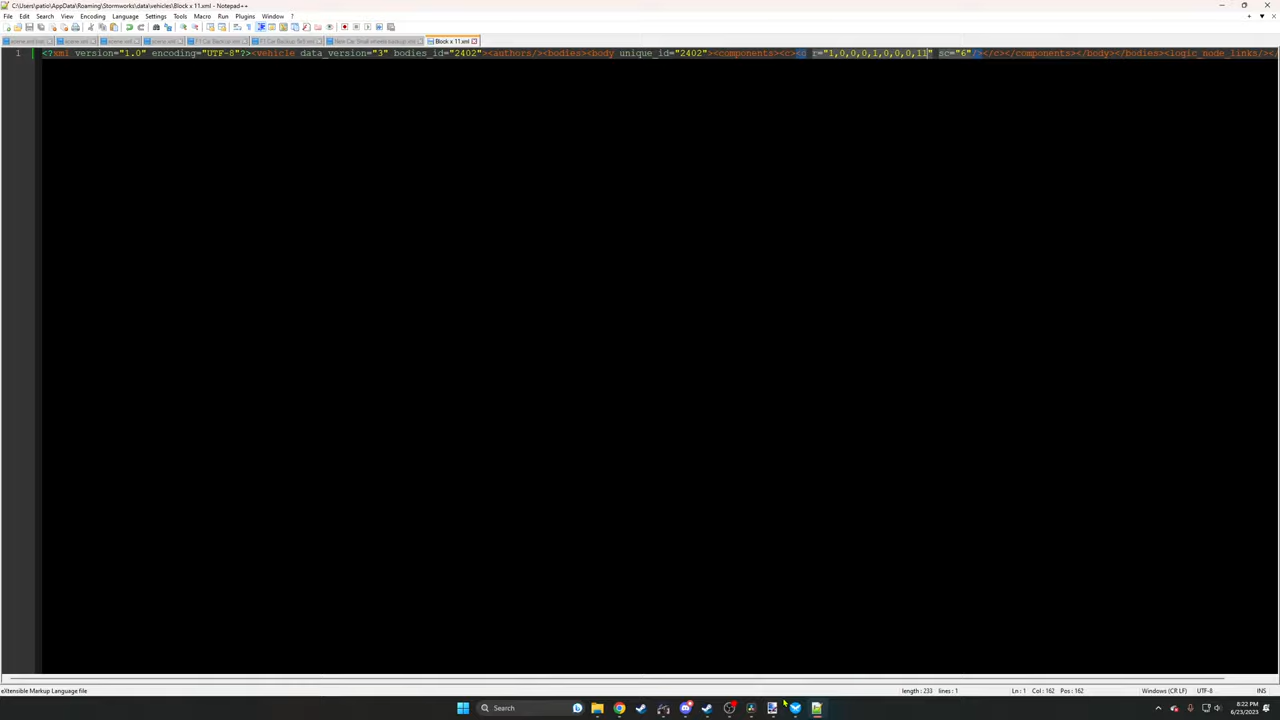 C:\Users\patio\AppData\Roaming\Stormworks\data\vehicles\Block x 11.xml - Notepad++
File Edit Search View Encoding Language Settings Tools Macro Run Plugins Window ?
Block x 11.xml
1 <?xml version="1.0" encoding="UTF-8"?><vehicle data_version="3" bodies_id="2402"><authors/><bodies><body unique_id="2402"><components><c><o r="1,0,0,0,1,0,0,0,11" sc="6"/></c></components></body></bodies><logic_node_links/></
eXtensible Markup Language file length : 233 lines : 1 Ln : 1 Col : 162 Pos : 162 Windows (CR LF) UTF-8 INS
Search
8:22 PM
6/23/2023